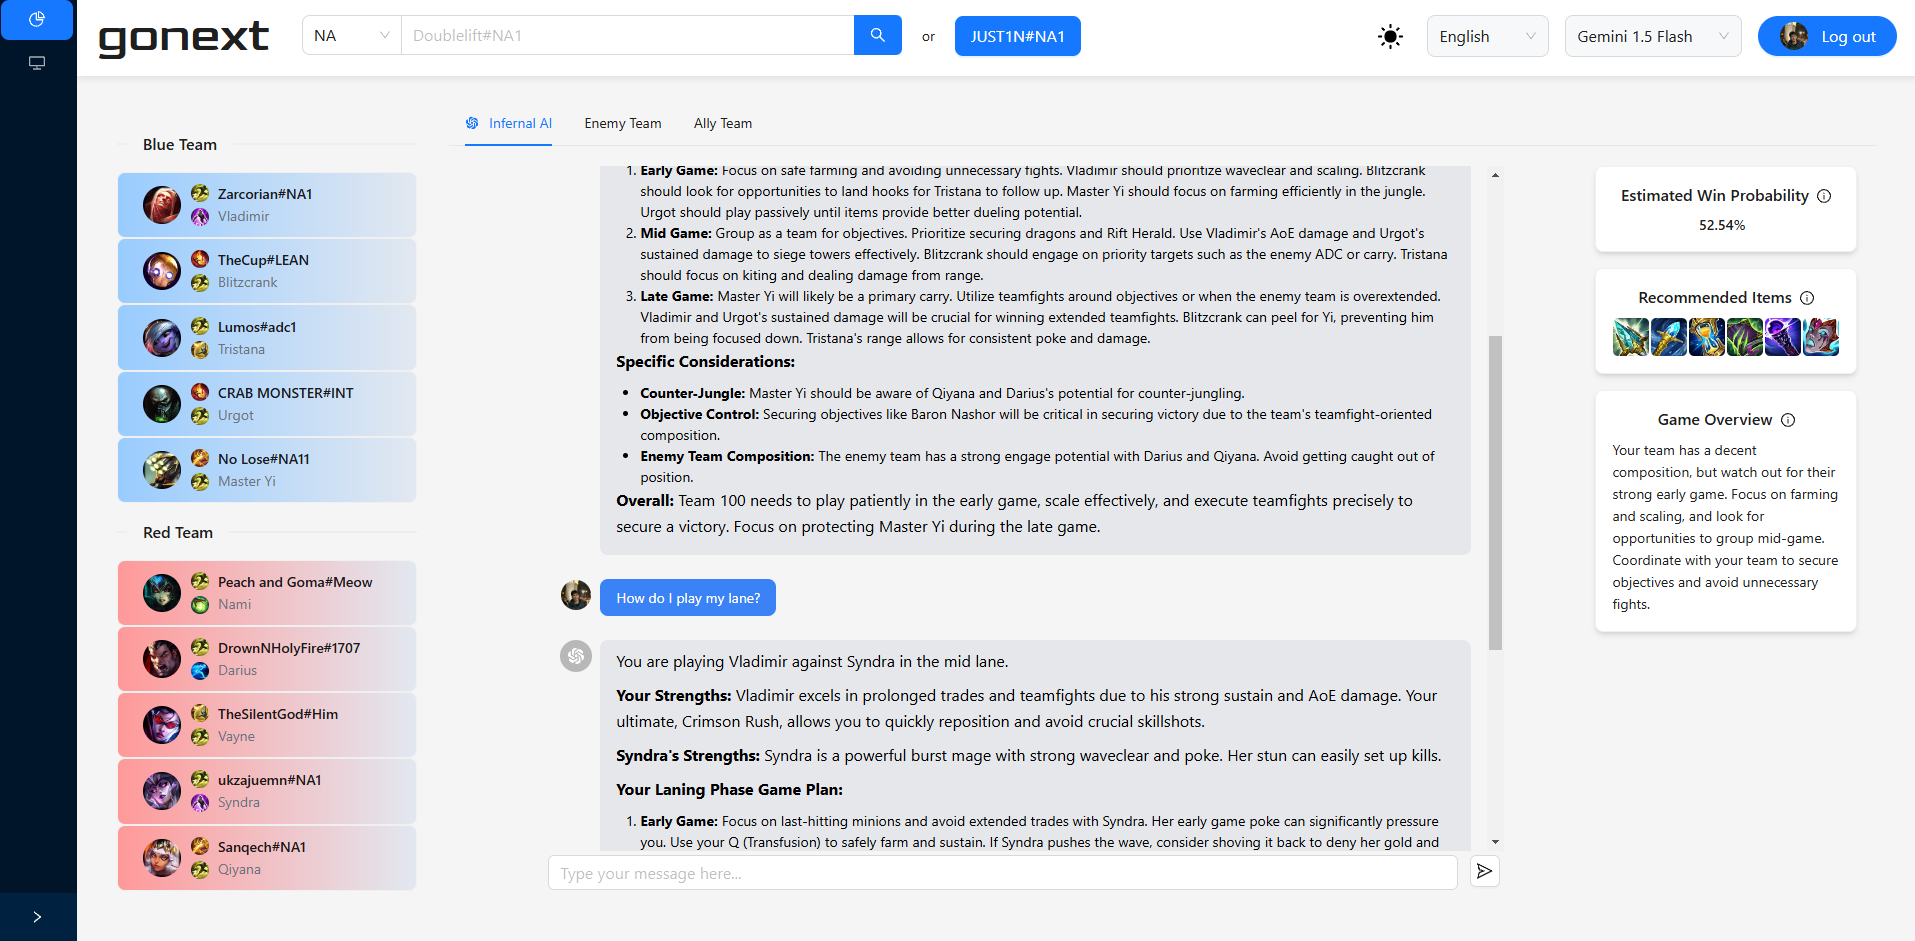 gonext
NA
Doublelift#NA1
or
JUST1N#NA1
English
Gemini 1.5 Flash
Log out
Blue Team
Zarcorian#NA1
Vladimir
TheCup#LEAN
Blitzcrank
Lumos#adc1
Tristana
CRAB MONSTER#INT
Urgot
No Lose#NA11
Master Yi
Red Team
Peach and Goma#Meow
Nami
DrownNHolyFire#1707
Darius
TheSilentGod#Him
Vayne
ukzajuemn#NA1
Syndra
Sanqech#NA1
Qiyana
Infernal AI
Enemy Team
Ally Team
1. Early Game: Focus on safe farming and avoiding unnecessary fights. Vladimir should prioritize waveclear and scaling. Blitzcrank
should look for opportunities to land hooks for Tristana to follow up. Master Yi should focus on farming efficiently in the jungle.
Urgot should play passively until items provide better dueling potential.
2. Mid Game: Group as a team for objectives. Prioritize securing dragons and Rift Herald. Use Vladimir's AoE damage and Urgot's
sustained damage to siege towers effectively. Blitzcrank should engage on priority targets such as the enemy ADC or carry. Tristana
should focus on kiting and dealing damage from range.
3. Late Game: Master Yi will likely be a primary carry. Utilize teamfights around objectives or when the enemy team is overextended.
Vladimir and Urgot's sustained damage will be crucial for winning extended teamfights. Blitzcrank can peel for Yi, preventing him
from being focused down. Tristana's range allows for consistent poke and damage.
Specific Considerations:
• Counter-Jungle: Master Yi should be aware of Qiyana and Darius's potential for counter-jungling.
• Objective Control: Securing objectives like Baron Nashor will be critical in securing victory due to the team's teamfight-oriented
composition.
• Enemy Team Composition: The enemy team has a strong engage potential with Darius and Qiyana. Avoid getting caught out of
position.
Overall: Team 100 needs to play patiently in the early game, scale effectively, and execute teamfights precisely to
secure a victory. Focus on protecting Master Yi during the late game.
How do I play my lane?
You are playing Vladimir against Syndra in the mid lane.
Your Strengths: Vladimir excels in prolonged trades and teamfights due to his strong sustain and AoE damage. Your
ultimate, Crimson Rush, allows you to quickly reposition and avoid crucial skillshots.
Syndra's Strengths: Syndra is a powerful burst mage with strong waveclear and poke. Her stun can easily set up kills.
Your Laning Phase Game Plan:
1. Early Game: Focus on last-hitting minions and avoid extended trades with Syndra. Her early game poke can significantly pressure
you. Use your Q (Transfusion) to safely farm and sustain. If Syndra pushes the wave, consider shoving it back to deny her gold and
Type your message here...
Estimated Win Probability
52.54%
Recommended Items
Game Overview
Your team has a decent
composition, but watch out for their
strong early game. Focus on farming
and scaling, and look for
opportunities to group mid-game.
Coordinate with your team to secure
objectives and avoid unnecessary
fights.